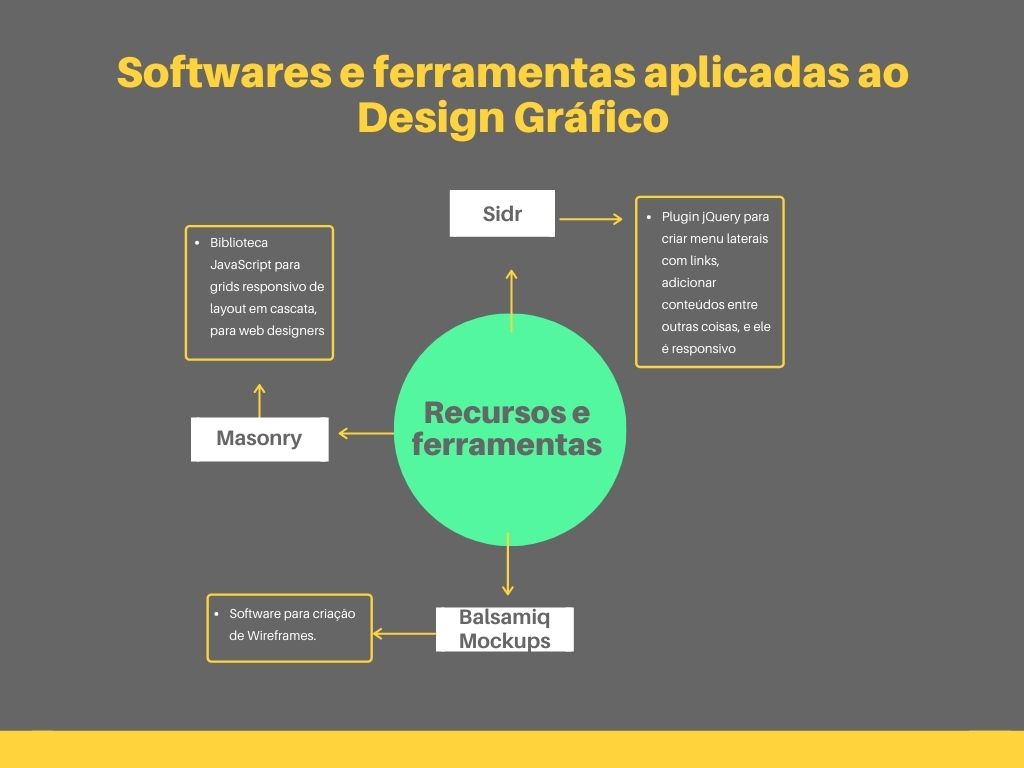 Softwares e ferramentas aplicadas ao
Design Gráfico
Sidr
• Plugin jQuery para
criar menu laterais
com links,
adicionar
conteúdos entre
outras coisas, e ele
é responsivo
• Biblioteca
JavaScript para
grids responsivo de
layout em cascata,
para web designers
Recursos e
ferramentas
Masonry
• Software para criação
de Wireframes.
Balsamiq
Mockups